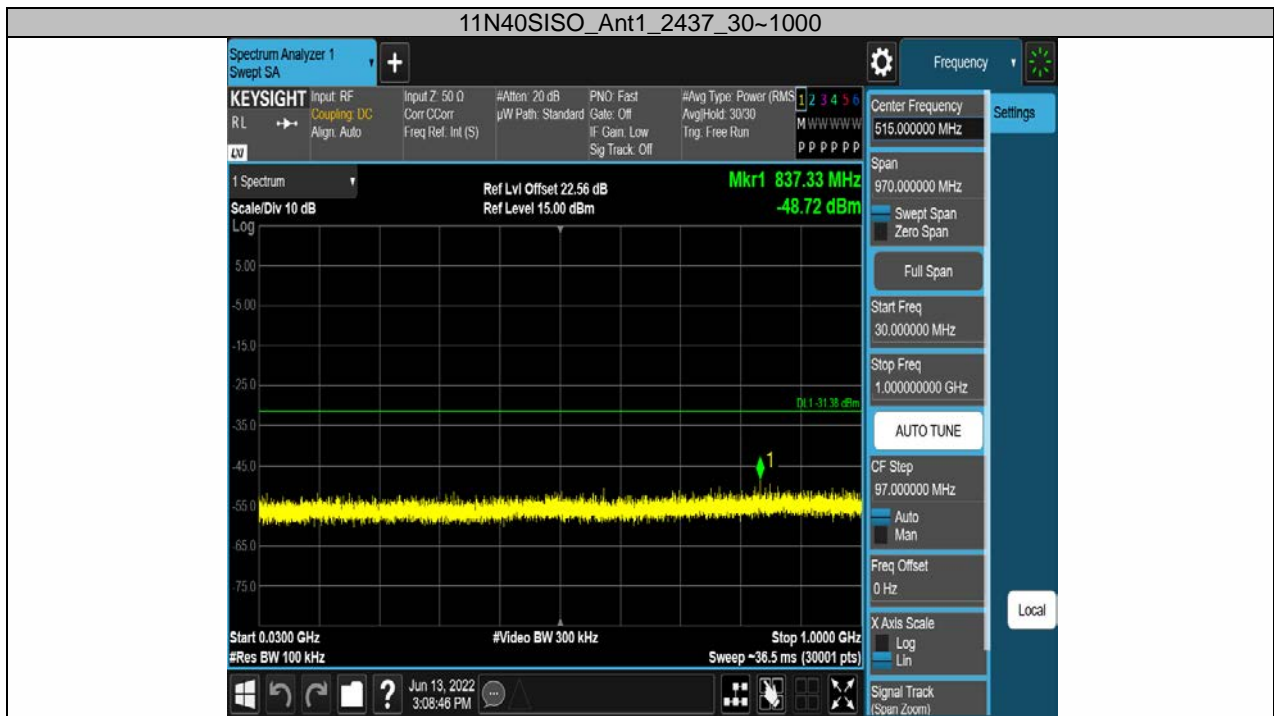 11N40SISO_Ant1_2437_30~1000
Spectrum Analyzer 1
Swept SA
Frequency
KEYSIGHT
RL
LXI
Input: RF
Coupling: DC
Align: Auto
Input Z: 50 Ω
Corr CCorr
Freq Ref: Int (S)
#Atten: 20 dB
µW Path: Standard
PNO: Fast
Gate: Off
IF Gain: Low
Sig Track: Off
#Avg Type: Power (RMS
Avg|Hold: 30/30
Trig: Free Run
1 2 3 4 5 6
M W W W W W
P P P P P P
1 Spectrum
Scale/Div 10 dB
Log
Ref Lvl Offset 22.56 dB
Ref Level 15.00 dBm
Mkr1 837.33 MHz
-48.72 dBm
5.00
-5.00
-15.0
-25.0
DL1 -31.38 dBm
-35.0
1
-45.0
-55.0
-65.0
-75.0
Start 0.0300 GHz
#Res BW 100 kHz
#Video BW 300 kHz
Stop 1.0000 GHz
Sweep ~36.5 ms (30001 pts)
Jun 13, 2022
3:08:46 PM
Center Frequency
515.000000 MHz
Span
970.000000 MHz
Swept Span
Zero Span
Full Span
Start Freq
30.000000 MHz
Stop Freq
1.000000000 GHz
AUTO TUNE
CF Step
97.000000 MHz
Auto
Man
Freq Offset
0 Hz
X Axis Scale
Log
Lin
Signal Track
(Span Zoom)
Settings
Local